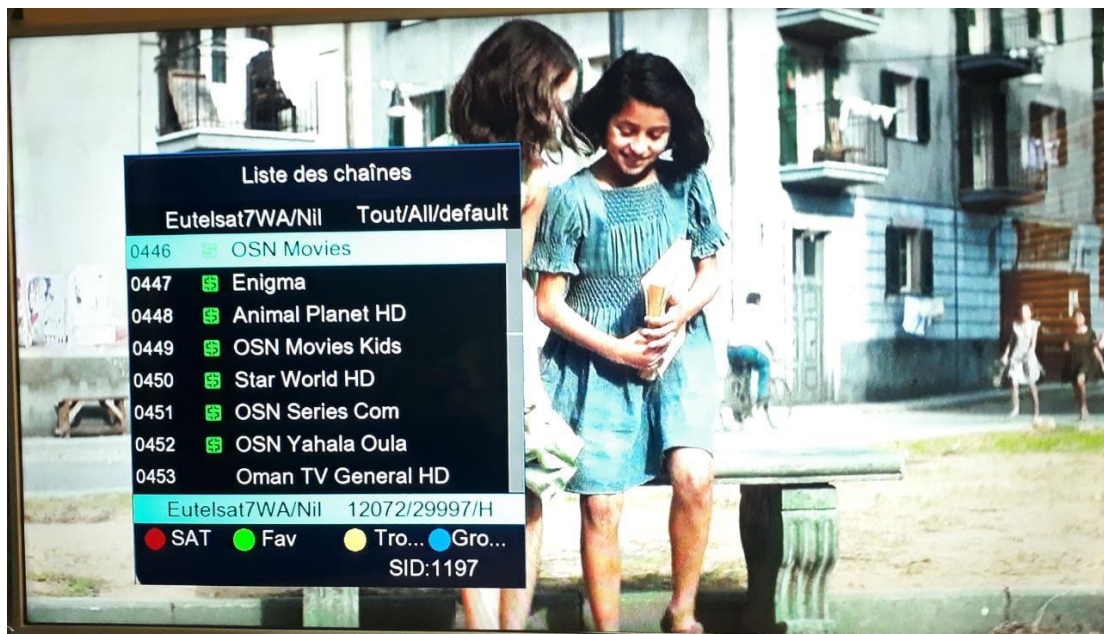 Liste des chaînes
Eutelsat7WA/Nil Tout/All/default
0446 $ OSN Movies
0447 $ Enigma
0448 $ Animal Planet HD
0449 $ OSN Movies Kids
0450 $ Star World HD
0451 $ OSN Series Com
0452 $ OSN Yahala Oula
0453 Oman TV General HD
Eutelsat7WA/Nil 12072/29997/H
SAT Fav Tro... Gro...
SID:1197